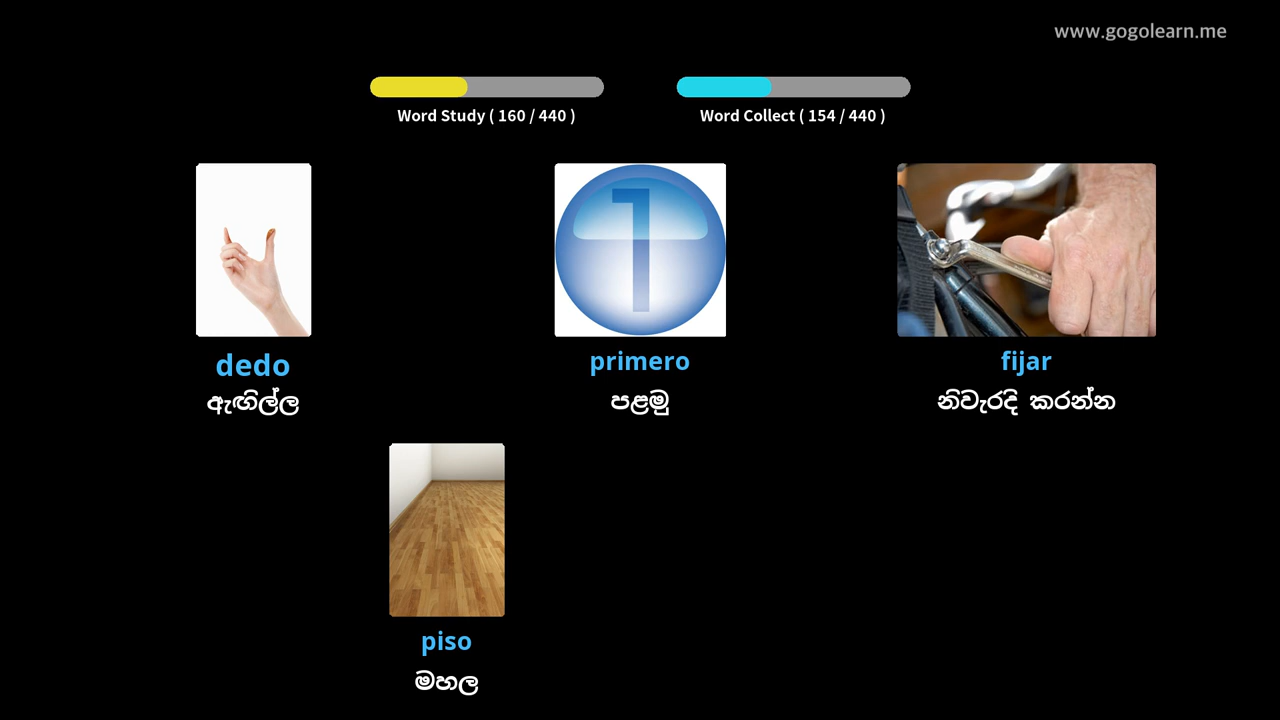 www.gogolearn.me
Word Study ( 160 / 440 )
Word Collect ( 154 / 440 )
1
dedo
ඇඟිල්ල
primero
පළමු
fijar
නිවැරදි කරන්න
piso
මහල